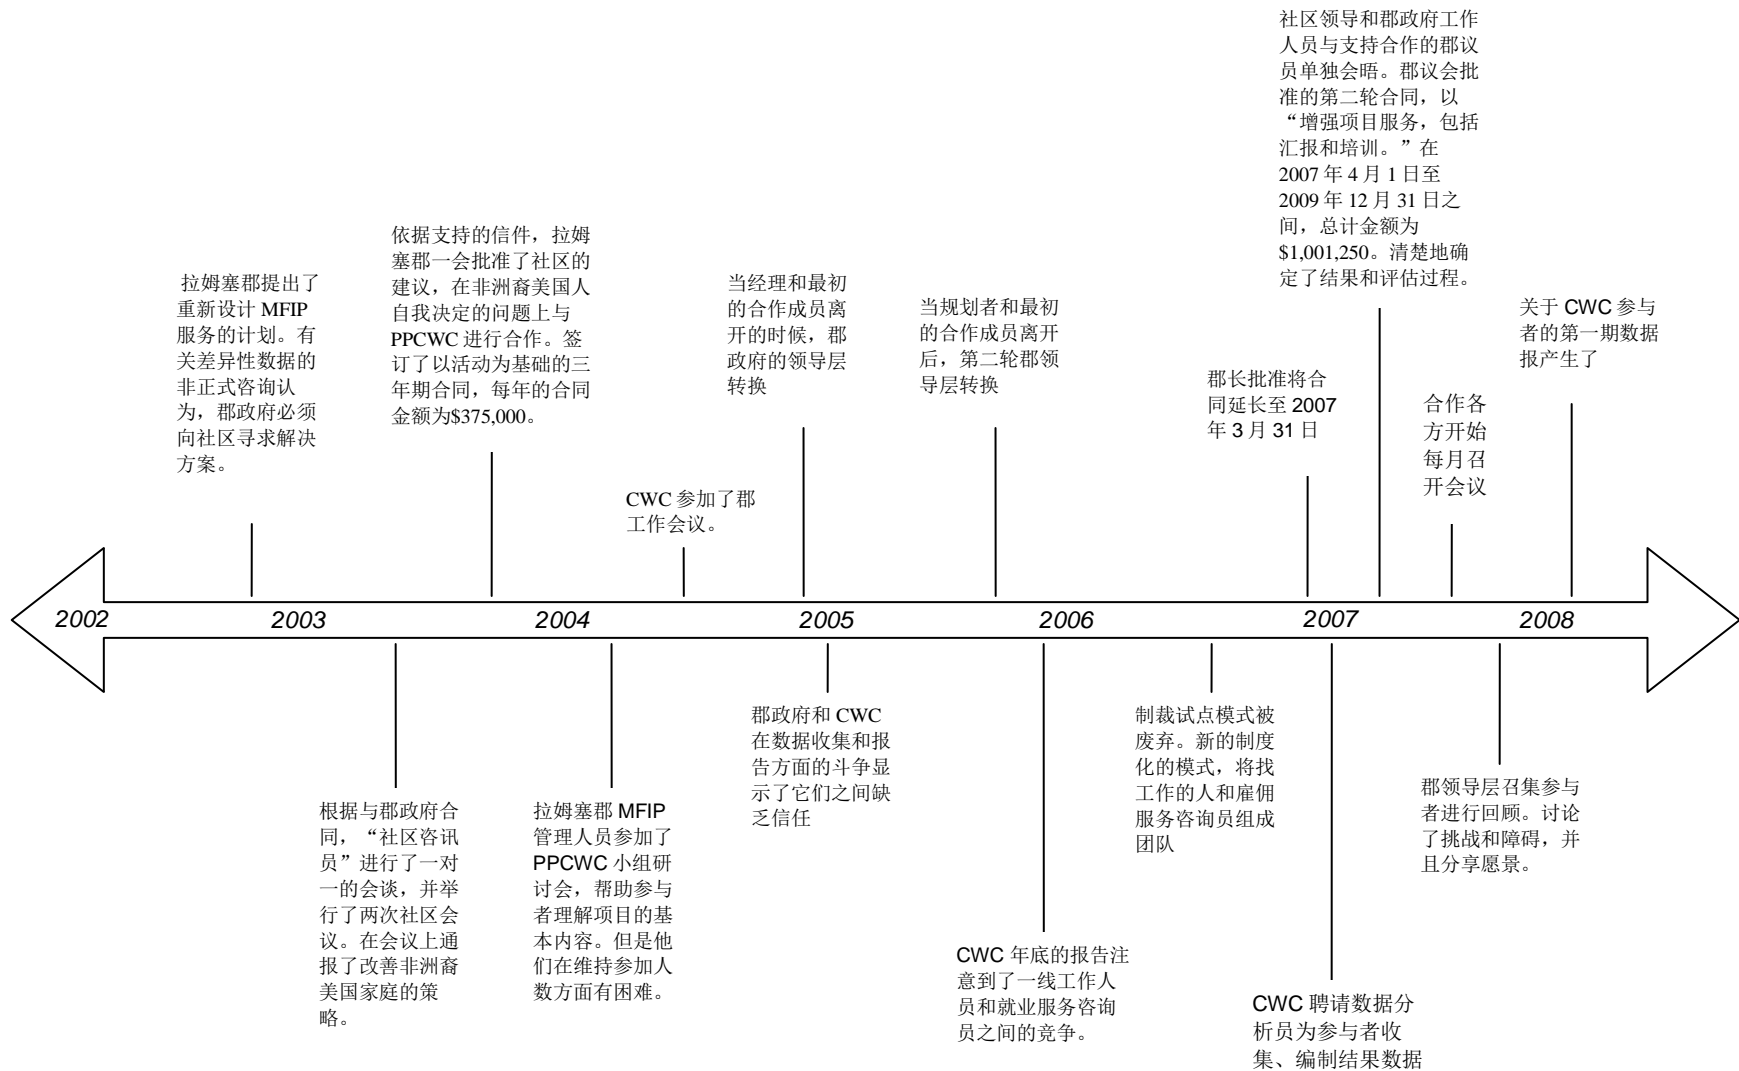 社区领导和郡政府工作
人员与支持合作的郡议
员单独会晤。郡议会批
准的第二轮合同，以
“增强项目服务，包括
汇报和培训。”在
2007 年 4 月 1 日至
2009 年 12 月 31 日之
间，总计金额为
$1,001,250。清楚地确
定了结果和评估过程。
依据支持的信件，拉姆
塞郡一会批准了社区的
建议，在非洲裔美国人
自我决定的问题上与
PPCWC 进行合作。签
订了以活动为基础的三
年期合同，每年的合同
金额为$375,000。
拉姆塞郡提出了
重新设计 MFIP
服务的计划。有
关差异性数据的
非正式咨询认
为，郡政府必须
向社区寻求解决
方案。
当经理和最初
的合作成员离
开的时候，郡
政府的领导层
转换
当规划者和最初
的合作成员离开
后，第二轮郡领
导层转换
郡长批准将合
同延长至 2007
年 3 月 31 日
关于 CWC 参与
者的第一期数据
报产生了
合作各
方开始
每月召
开会议
CWC 参加了郡
工作会议。
2002
2003
2004
2005
2006
2007
2008
根据与郡政府合
同，“社区咨讯
员”进行了一对
一的会谈，并举
行了两次社区会
议。在会议上通
报了改善非洲裔
美国家庭的策
略。
拉姆塞郡 MFIP
管理人员参加了
PPCWC 小组研
讨会，帮助参与
者理解项目的基
本内容。但是他
们在维持参加人
数方面有困难。
郡政府和 CWC
在数据收集和报
告方面的斗争显
示了它们之间缺
乏信任
CWC 年底的报告注
意到了一线工作人
员和就业服务咨询
员之间的竞争。
制裁试点模式被
废弃。新的制度
化的模式，将找
工作的人和雇佣
服务咨询员组成
团队
CWC 聘请数据分
析员为参与者收
集、编制结果数据
郡领导层召集参与
者进行回顾。讨论
了挑战和障碍，并
且分享愿景。